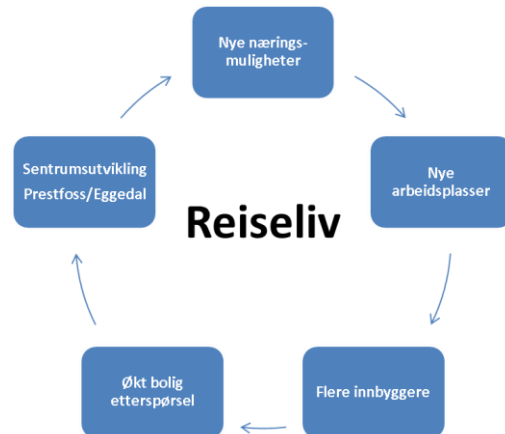 Nye nærings-
muligheter
Nye
arbeidsplasser
Flere innbyggere
Økt bolig
etterspørsel
Sentrumsutvikling
Prestfoss/Eggedal
Reiseliv